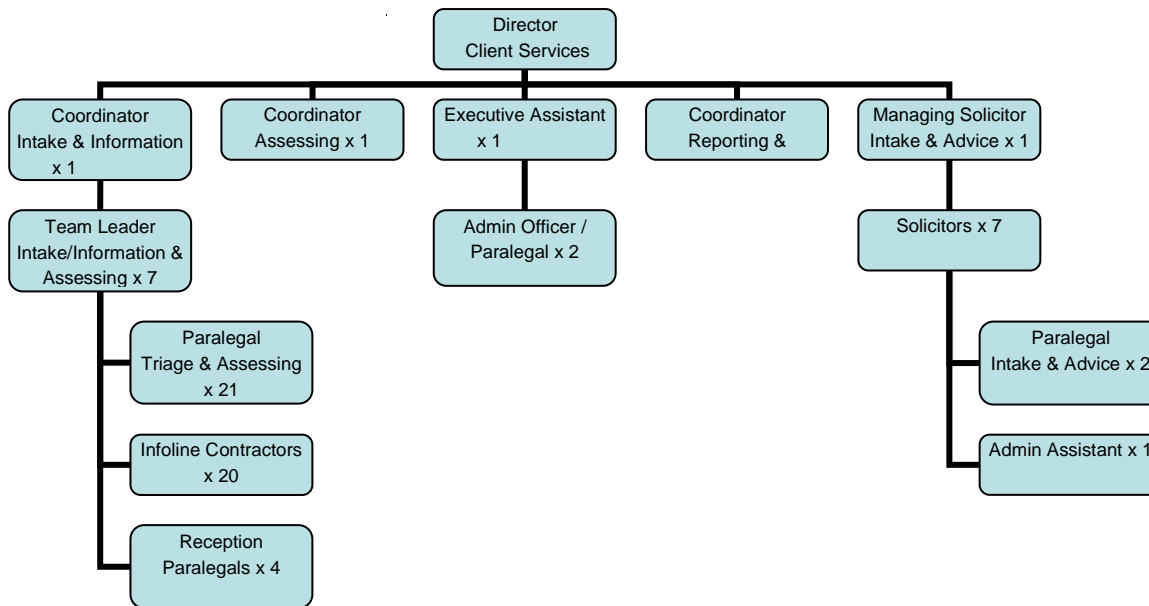 Director
Client Services
Coordinator
Intake & Information
x 1
Coordinator
Assessing x 1
Executive Assistant
x 1
Coordinator
Reporting &
Managing Solicitor
Intake & Advice x 1
Team Leader
Intake/Information &
Assessing x 7
Admin Officer /
Paralegal x 2
Solicitors x 7
Paralegal
Triage & Assessing
x 21
Paralegal
Intake & Advice x 2
Infoline Contractors
x 20
Admin Assistant x 1
Reception
Paralegals x 4